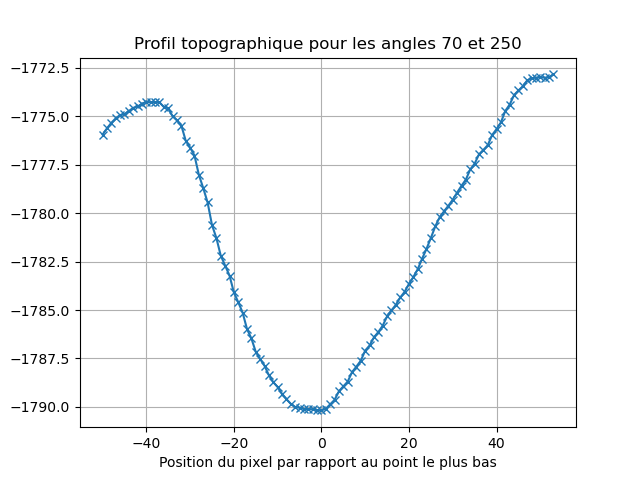 Profil topographique pour les angles 70 et 250
−1772.5
−1775.0
−1777.5
−1780.0
−1782.5
−1785.0
−1787.5
−1790.0
−40 −20 0 20 40
Position du pixel par rapport au point le plus bas